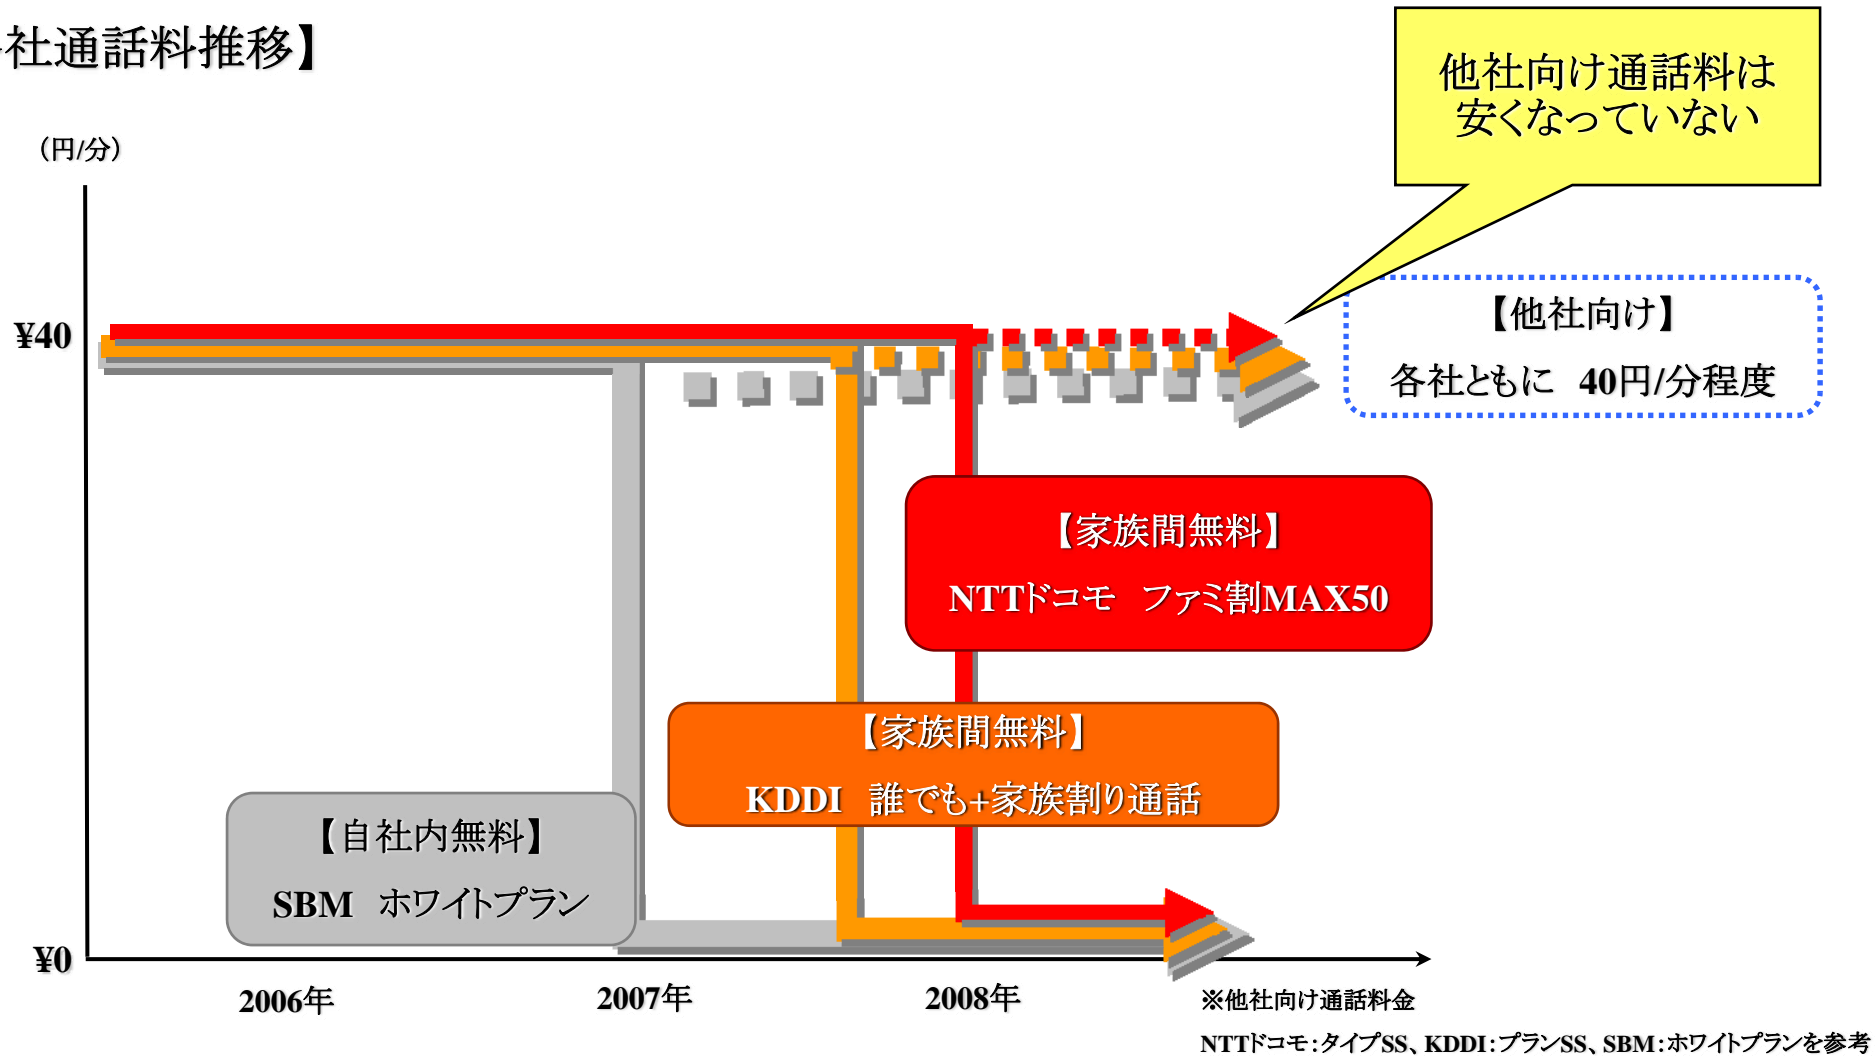 社通話料推移】
（円/分）
他社向け通話料は
安くなっていない
¥40
【他社向け】
各社ともに　40円/分程度
【家族間無料】
NTTドコモ　ファミ割MAX50
【家族間無料】
KDDI　誰でも+家族割り通話
【自社内無料】
SBM　ホワイトプラン
¥0
2006年
2007年
2008年
※他社向け通話料金
NTTドコモ：タイプSS、KDDI：プランSS、SBM：ホワイトプランを参考